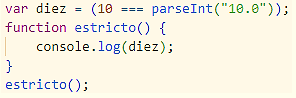 var diez = (10 === parseInt("10.0"));
function estricto() {
    console.log(diez);
}
estricto();